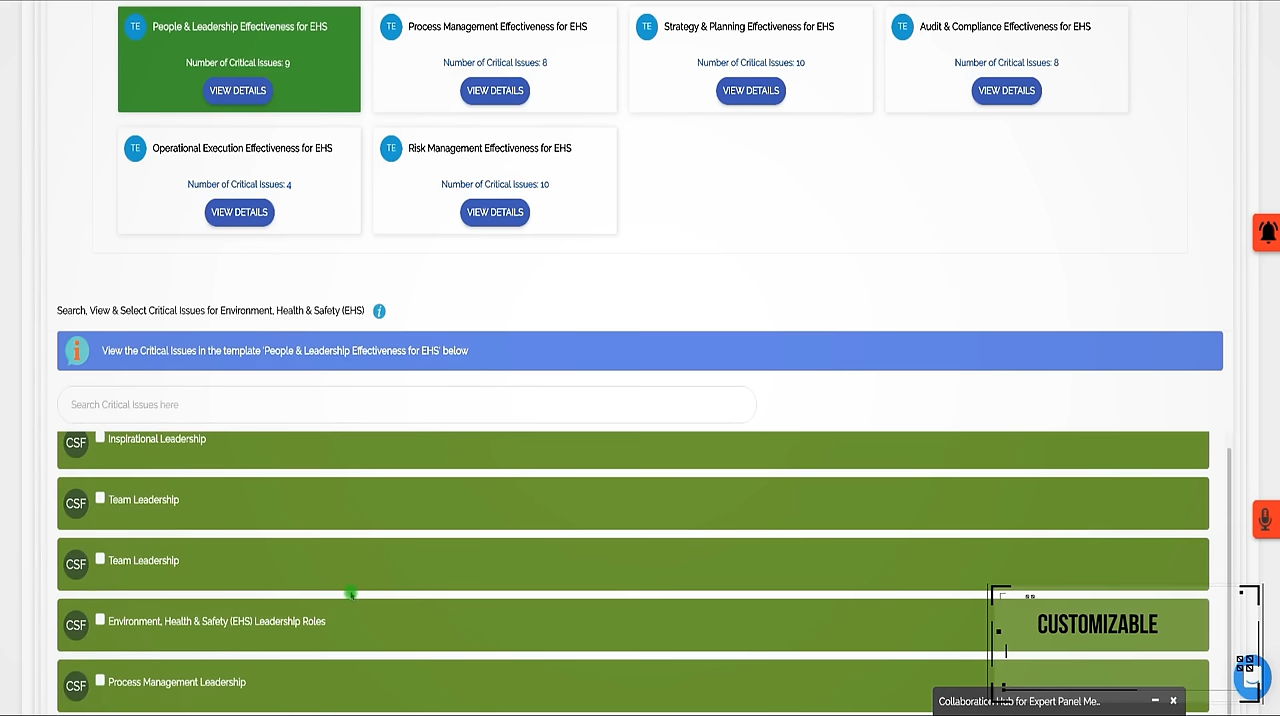 TE People & Leadership Effectiveness for EHS
Number of Critical Issues: 9
VIEW DETAILS
TE Process Management Effectiveness for EHS
Number of Critical Issues: 8
VIEW DETAILS
TE Strategy & Planning Effectiveness for EHS
Number of Critical Issues: 10
VIEW DETAILS
TE Audit & Compliance Effectiveness for EHS
Number of Critical Issues: 8
VIEW DETAILS
TE Operational Execution Effectiveness for EHS
Number of Critical Issues: 4
VIEW DETAILS
TE Risk Management Effectiveness for EHS
Number of Critical Issues: 10
VIEW DETAILS
Search, View & Select Critical Issues for Environment, Health & Safety (EHS)
View the Critical Issues in the template 'People & Leadership Effectiveness for EHS' below
Search Critical Issues here
CSF Inspirational Leadership
CSF Team Leadership
CSF Team Leadership
CSF Environment, Health & Safety (EHS) Leadership Roles
CUSTOMIZABLE
CSF Process Management Leadership
Collaboration Hub for Expert Panel Me...